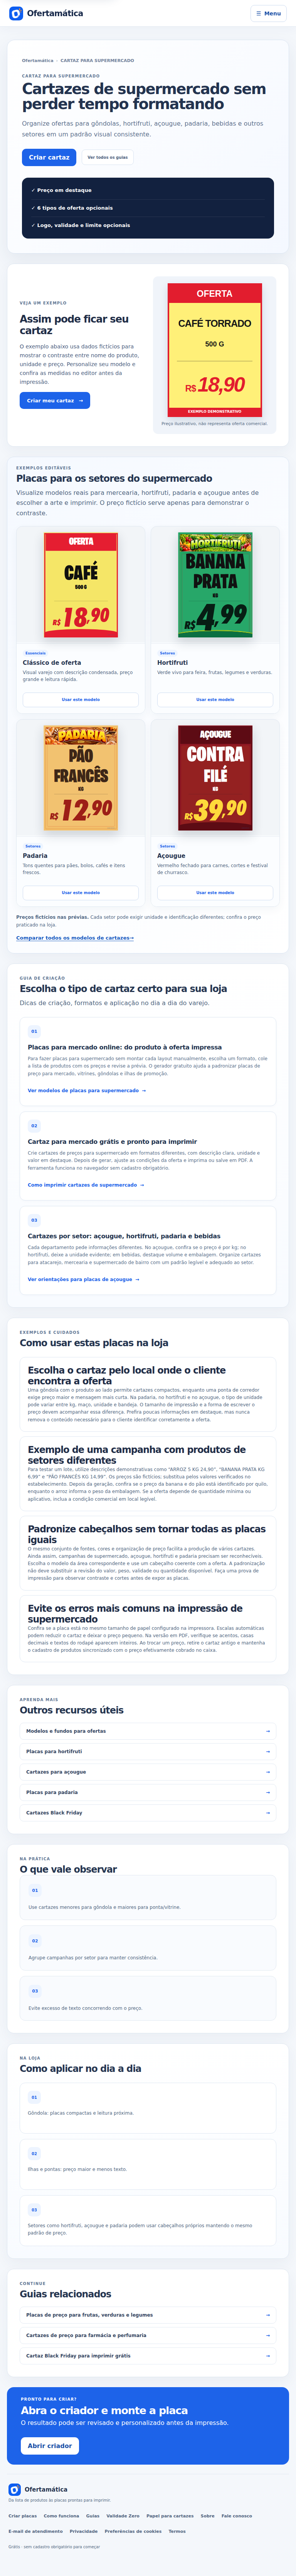 Ofertamática
☰ Menu
Ofertamática · CARTAZ PARA SUPERMERCADO
CARTAZ PARA SUPERMERCADO
Cartazes de supermercado sem
perder tempo formatando
Organize ofertas para gôndolas, hortifruti, açougue, padaria, bebidas e outros
setores em um padrão visual consistente.
Criar cartaz
Ver todos os guias
✓ Preço em destaque
✓ 6 tipos de oferta opcionais
✓ Logo, validade e limite opcionais
VEJA UM EXEMPLO
Assim pode ficar seu
cartaz
O exemplo abaixo usa dados fictícios para
mostrar o contraste entre nome do produto,
unidade e preço. Personalize seu modelo e
confira as medidas no editor antes da
impressão.
Criar meu cartaz →
OFERTA
CAFÉ TORRADO
500 G
R$ 18,90
EXEMPLO DEMONSTRATIVO
Preço ilustrativo, não representa oferta comercial.
EXEMPLOS EDITÁVEIS
Placas para os setores do supermercado
Visualize modelos reais para mercearia, hortifruti, padaria e açougue antes de
escolher a arte e imprimir. O preço fictício serve apenas para demonstrar o
contraste.
OFERTA
CAFÉ
500 G
R$ 18,90
Essenciais
Clássico de oferta
Visual varejo com descrição condensada, preço
grande e leitura rápida.
Usar este modelo
HORTIFRUTI
BANANA
PRATA
KG
R$ 4,99
Setores
Hortifruti
Verde vivo para feira, frutas, legumes e verduras.
Usar este modelo
PADARIA
PÃO
FRANCÊS
KG
R$ 12,90
Setores
Padaria
Tons quentes para pães, bolos, cafés e itens
frescos.
Usar este modelo
AÇOUGUE
CONTRA
FILÉ
KG
R$ 39,90
Setores
Açougue
Vermelho fechado para carnes, cortes e festival
de churrasco.
Usar este modelo
Preços fictícios nas prévias. Cada setor pode exigir unidade e identificação diferentes; confira o preço
praticado na loja.
Comparar todos os modelos de cartazes→
GUIA DE CRIAÇÃO
Escolha o tipo de cartaz certo para sua loja
Dicas de criação, formatos e aplicação no dia a dia do varejo.
01
Placas para mercado online: do produto à oferta impressa
Para fazer placas para supermercado sem montar cada layout manualmente, escolha um formato, cole
a lista de produtos com os preços e revise a prévia. O gerador gratuito ajuda a padronizar placas de
preço para mercado, vitrines, gôndolas e ilhas de promoção.
Ver modelos de placas para supermercado →
02
Cartaz para mercado grátis e pronto para imprimir
Crie cartazes de preços para supermercado em formatos diferentes, com descrição clara, unidade e
valor em destaque. Depois de gerar, ajuste as condições da oferta e imprima ou salve em PDF. A
ferramenta funciona no navegador sem cadastro obrigatório.
Como imprimir cartazes de supermercado →
03
Cartazes por setor: açougue, hortifruti, padaria e bebidas
Cada departamento pede informações diferentes. No açougue, confira se o preço é por kg; no
hortifruti, deixe a unidade evidente; em bebidas, destaque volume e embalagem. Organize cartazes
para atacarejo, mercearia e supermercado de bairro com um padrão legível e adequado ao setor.
Ver orientações para placas de açougue →
EXEMPLOS E CUIDADOS
Como usar estas placas na loja
Escolha o cartaz pelo local onde o cliente
encontra a oferta
Uma gôndola com o produto ao lado permite cartazes compactos, enquanto uma ponta de corredor
exige preço maior e mensagem mais curta. Na padaria, no hortifruti e no açougue, o tipo de unidade
pode variar entre kg, maço, unidade e bandeja. O tamanho de impressão e a forma de escrever o
preço devem acompanhar essa diferença. Prefira poucas informações em destaque, mas nunca
remova o conteúdo necessário para o cliente identificar corretamente a oferta.
Exemplo de uma campanha com produtos de
setores diferentes
Para testar um lote, utilize descrições demonstrativas como “ARROZ 5 KG 24,90”, “BANANA PRATA KG
6,99” e “PÃO FRANCÊS KG 14,99”. Os preços são fictícios; substitua pelos valores verificados no
estabelecimento. Depois da geração, confira se o preço da banana e do pão está identificado por quilo,
enquanto o arroz informa o peso da embalagem. Se a oferta depende de quantidade mínima ou
aplicativo, inclua a condição comercial em local legível.
Padronize cabeçalhos sem tornar todas as placas
iguais
O mesmo conjunto de fontes, cores e organização de preço facilita a produção de vários cartazes.
Ainda assim, campanhas de supermercado, açougue, hortifruti e padaria precisam ser reconhecíveis.
Escolha o modelo da área correspondente e use um cabeçalho coerente com a oferta. A padronização
não deve substituir a revisão do valor, peso, validade ou quantidade disponível. Faça uma prova de
impressão para observar contraste e cortes antes de expor as placas.
Evite os erros mais comuns na impressão de
supermercado
Confira se a placa está no mesmo tamanho de papel configurado na impressora. Escalas automáticas
podem reduzir o cartaz e deixar o preço pequeno. Na versão em PDF, verifique se acentos, casas
decimais e textos de rodapé aparecem inteiros. Ao trocar um preço, retire o cartaz antigo e mantenha
o cadastro de produtos sincronizado com o preço efetivamente cobrado no caixa.
APRENDA MAIS
Outros recursos úteis
Modelos e fundos para ofertas →
Placas para hortifruti →
Cartazes para açougue →
Placas para padaria →
Cartazes Black Friday →
NA PRÁTICA
O que vale observar
01
Use cartazes menores para gôndola e maiores para ponta/vitrine.
02
Agrupe campanhas por setor para manter consistência.
03
Evite excesso de texto concorrendo com o preço.
NA LOJA
Como aplicar no dia a dia
01
Gôndola: placas compactas e leitura próxima.
02
Ilhas e pontas: preço maior e menos texto.
03
Setores como hortifruti, açougue e padaria podem usar cabeçalhos próprios mantendo o mesmo
padrão de preço.
CONTINUE
Guias relacionados
Placas de preço para frutas, verduras e legumes →
Cartazes de preço para farmácia e perfumaria →
Cartaz Black Friday para imprimir grátis →
PRONTO PARA CRIAR?
Abra o criador e monte a placa
O resultado pode ser revisado e personalizado antes da impressão.
Abrir criador
Ofertamática
Da lista de produtos às placas prontas para imprimir.
Criar placas Como funciona Guias Validade Zero Papel para cartazes Sobre Fale conosco
E-mail de atendimento Privacidade Preferências de cookies Termos
Grátis · sem cadastro obrigatório para começar